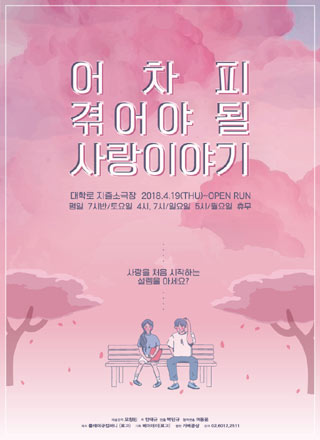 어 차 피
겪어야 될
사랑이야기
대학로 지즐소극장 2018.4.19(THU)-OPEN RUN
평일 7시반/토요일 4시, 7시/일요일 5시/월요일 휴무
사랑을 처음 시작하는
설렘을 아세요?
02.6012.2511